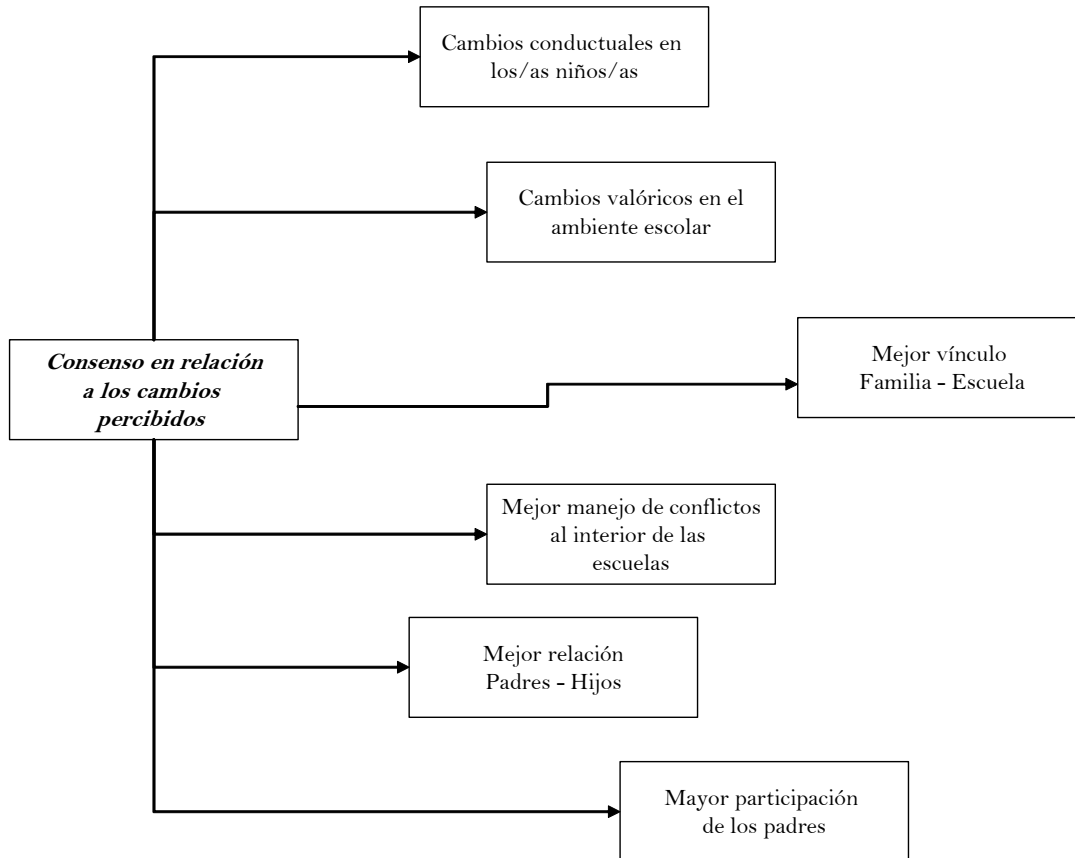 Cambios conductuales en
los/as niños/as
Cambios valóricos en el
ambiente escolar
Consenso en relación
a los cambios
percibidos
Mejor vínculo
Familia - Escuela
Mejor manejo de conflictos
al interior de las
escuelas
Mejor relación
Padres - Hijos
Mayor participación
de los padres